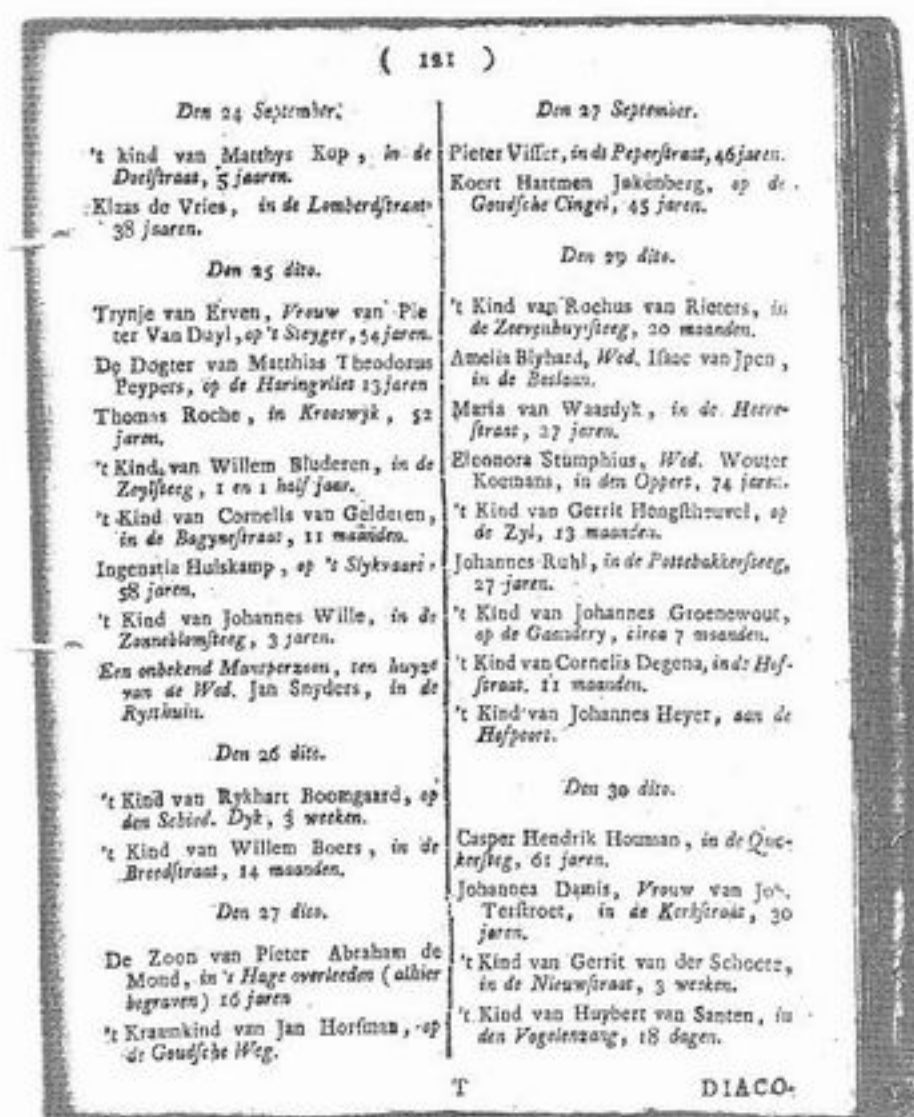 ( 121 )
Den 24 September.
't kind van Matthys Kop, in de
Doelſtraat, 5 jaaren.
Klaas de Vries, in de Lomberdſtraat
38 jaaren.
Den 25 dito.
Trynje van Erven, Vrouw van Pie
ter Van Duyl, op 't Steyger, 54 jaren.
De Dogter van Matthias Theodorus
Peypers, op de Haringvliet 13 jaren
Thomas Roche, in Krooswyk, 52
jaren.
't Kind van Willem Bluderen, in de
Zeylſteeg, 1 en 1 half jaar.
't Kind van Cornelis van Gelderen,
in de Bagyneſtraat, 11 maanden.
Ingenatia Hulskamp, op 't Slykvaart
58 jaren.
't Kind van Johannes Wille, in de
Zonneblomſteeg, 3 jaren.
Een onbekend Mansperzoon, ten huyze
van de Wed. Jan Snyders, in de
Rystthuin.
Den 26 dito.
't Kind van Rykhart Boomgaard, op
den Schied. Dyk, 3 weeken.
't Kind van Willem Boers, in de
Breedſtraat, 14 maanden.
Den 27 dito.
De Zoon van Pieter Abraham de
Mond, in 's Hage overleeden (alhier
begraven) 16 jaren
't Kraamkind van Jan Horſman, op
de Goudſche Weg.
Den 27 September.
Pieter Viſſer, in de Peperſtraat, 46 jaren.
Koert Hartmen Jakenberg, op de
Goudſche Cingel, 45 jaren.
Den 29 dito.
't Kind van Rochus van Rieters, in
de Zeevenhuyſſteeg, 20 maanden.
Amelia Blyhard, Wed. Iſaac van Jpen,
in de Boslaan.
Maria van Waasdyk, in de Heere-
ſtraat, 27 jaren.
Eleonora Stumphius, Wed. Wouter
Koemans, in den Oppert, 74 jaren.
't Kind van Gerrit Hengſtheuvel, op
de Zyl, 13 maanden.
Johannes Ruhl, in de Pottebakkerſteeg,
27 jaren.
't Kind van Johannes Groenewout,
op de Gaandery, circa 7 maanden.
't Kind van Cornelis Degens, in de Hof-
ſtraat. 11 maanden.
't Kind van Johannes Heyer, aan de
Hofpoort.
Den 30 dito.
Casper Hendrik Houman, in de Qua-
kerſteeg, 61 jaren.
Johannes Damis, Vrouw van Joh.
Terſtroet, in de Kerkſtraat, 30
jaren.
't Kind van Gerrit van der Schoete,
in de Nieuwſtraat, 3 weeken.
't Kind van Huybert van Santen, in
den Vogelenzang, 18 dagen.
T DIACO-